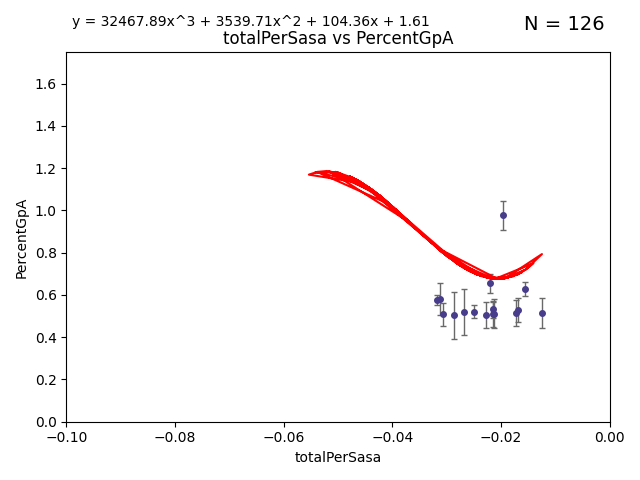 y = 32467.89x^3 + 3539.71x^2 + 104.36x + 1.61
N = 126
totalPerSasa vs PercentGpA
1.6
1.4
1.2
1.0
0.8
0.6
0.4
0.2
0.0
PercentGpA
−0.10 −0.08 −0.06 −0.04 −0.02 0.00
totalPerSasa